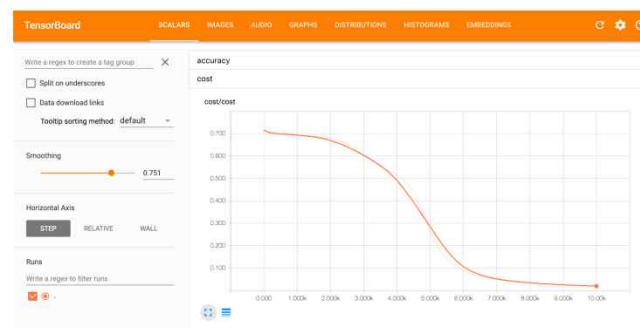 TensorBoard
SCALARS IMAGES AUDIO GRAPHS DISTRIBUTIONS HISTOGRAMS EMBEDDINGS
Write a regex to create a tag group
Split on underscores
Data download links
Tooltip sorting method: default
Smoothing
0.751
Horizontal Axis
STEP RELATIVE WALL
Runs
Write a regex to filter runs
.
accuracy
cost
cost/cost
0.700
0.600
0.500
0.400
0.300
0.200
0.100
0.000 1.000k 2.000k 3.000k 4.000k 5.000k 6.000k 7.000k 8.000k 9.000k 10.00k